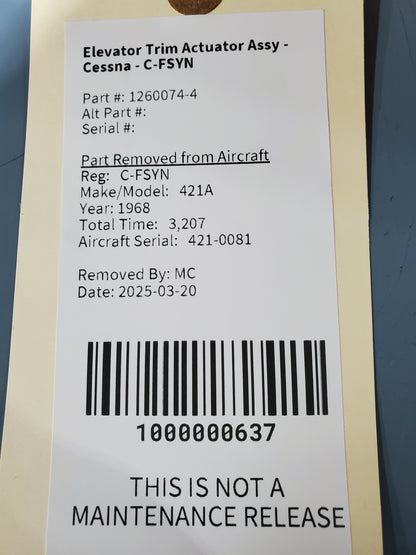 Elevator Trim Actuator Assy -
Cessna - C-FSYN
Part #: 1260074-4
Alt Part #:
Serial #:
Part Removed from Aircraft
Reg: C-FSYN
Make/Model: 421A
Year: 1968
Total Time: 3,207
Aircraft Serial: 421-0081
Removed By: MC
Date: 2025-03-20
1000000637
THIS IS NOT A
MAINTENANCE RELEASE